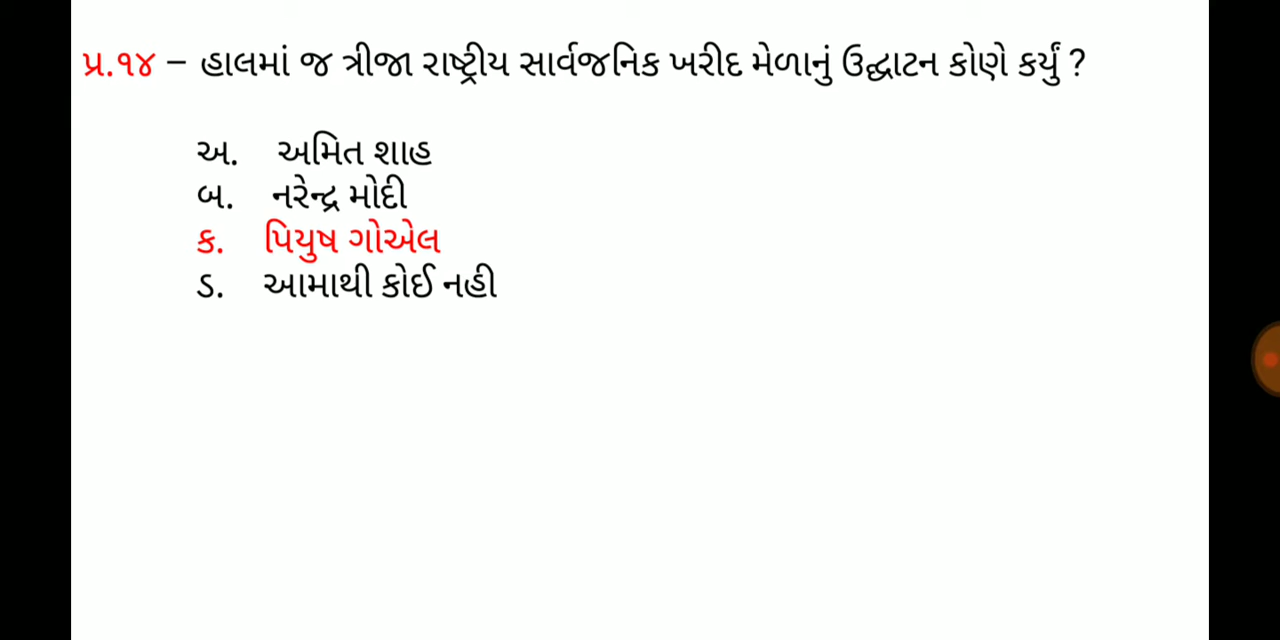 પ્ર.૧૪ – હાલમાં જ ત્રીજા રાષ્ટ્રીય સાર્વજનિક ખરીદ મેળાનું ઉદ્ઘાટન કોણે કર્યું ?
અ. અમિત શાહ
બ. નરેન્દ્ર મોદી
ક. પિયુષ ગોએલ
ડ. આમાથી કોઈ નહી